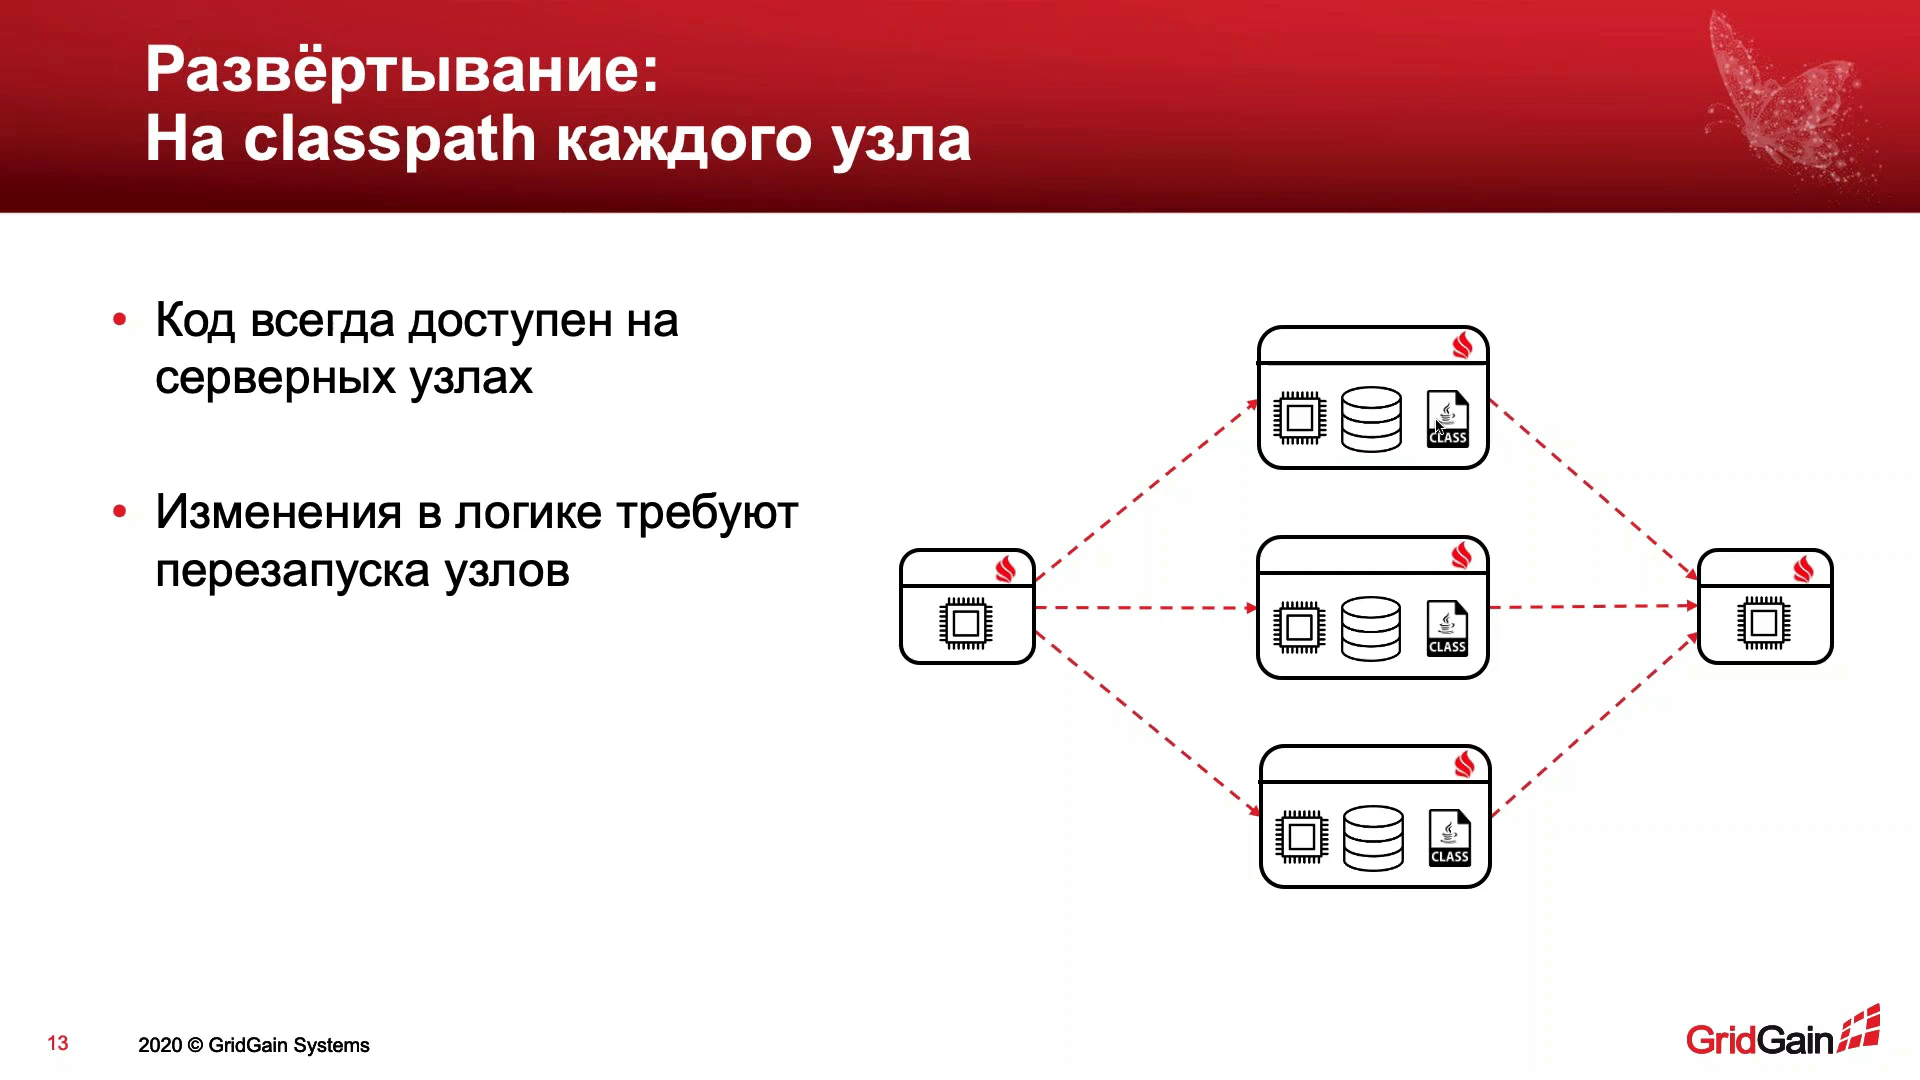 Развёртывание:
На classpath каждого узла
• Код всегда доступен на
серверных узлах
• Изменения в логике требуют
перезапуска узлов
CLASS
CLASS
CLASS
13
2020 © GridGain Systems
GridGain